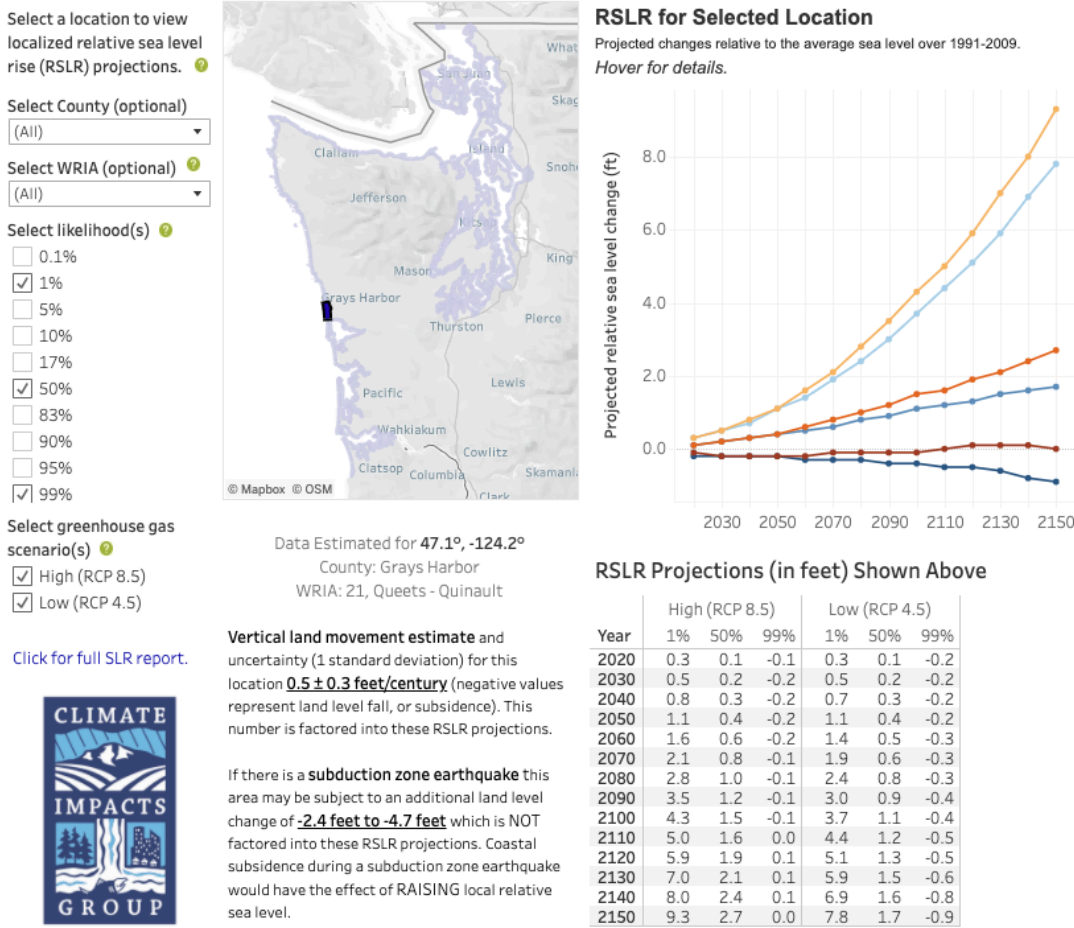 Select a location to view
localized relative sea level
rise (RSLR) projections. ?
Select County (optional)
(All)
Select WRIA (optional) ?
(All)
Select likelihood(s) ?
0.1%
1%
5%
10%
17%
50%
83%
90%
95%
99%
Select greenhouse gas
scenario(s) ?
High (RCP 8.5)
Low (RCP 4.5)
Click for full SLR report.
CLIMATE
IMPACTS
GROUP
What
San Juan
Skag
Clallam
Island
Snoh
Jefferson
Kitsap
King
Mason
Grays Harbor
Pierce
Thurston
Lewis
Pacific
Wahkiakum
Cowlitz
Clatsop
Columbia
Skamani
Clark
© Mapbox © OSM
Data Estimated for 47.1º, -124.2º
County: Grays Harbor
WRIA: 21, Queets - Quinault
Vertical land movement estimate and
uncertainty (1 standard deviation) for this
location 0.5 ± 0.3 feet/century (negative values
represent land level fall, or subsidence). This
number is factored into these RSLR projections.
If there is a subduction zone earthquake this
area may be subject to an additional land level
change of -2.4 feet to -4.7 feet which is NOT
factored into these RSLR projections. Coastal
subsidence during a subduction zone earthquake
would have the effect of RAISING local relative
sea level.
RSLR for Selected Location
Projected changes relative to the average sea level over 1991-2009.
Hover for details.
Projected relative sea level change (ft)
8.0
6.0
4.0
2.0
0.0
2030 2050 2070 2090 2110 2130 2150
RSLR Projections (in feet) Shown Above
High (RCP 8.5) Low (RCP 4.5)
Year 1% 50% 99% 1% 50% 99%
2020 0.3 0.1 -0.1 0.3 0.1 -0.2
2030 0.5 0.2 -0.2 0.5 0.2 -0.2
2040 0.8 0.3 -0.2 0.7 0.3 -0.2
2050 1.1 0.4 -0.2 1.1 0.4 -0.2
2060 1.6 0.6 -0.2 1.4 0.5 -0.3
2070 2.1 0.8 -0.1 1.9 0.6 -0.3
2080 2.8 1.0 -0.1 2.4 0.8 -0.3
2090 3.5 1.2 -0.1 3.0 0.9 -0.4
2100 4.3 1.5 -0.1 3.7 1.1 -0.4
2110 5.0 1.6 0.0 4.4 1.2 -0.5
2120 5.9 1.9 0.1 5.1 1.3 -0.5
2130 7.0 2.1 0.1 5.9 1.5 -0.6
2140 8.0 2.4 0.1 6.9 1.6 -0.8
2150 9.3 2.7 0.0 7.8 1.7 -0.9